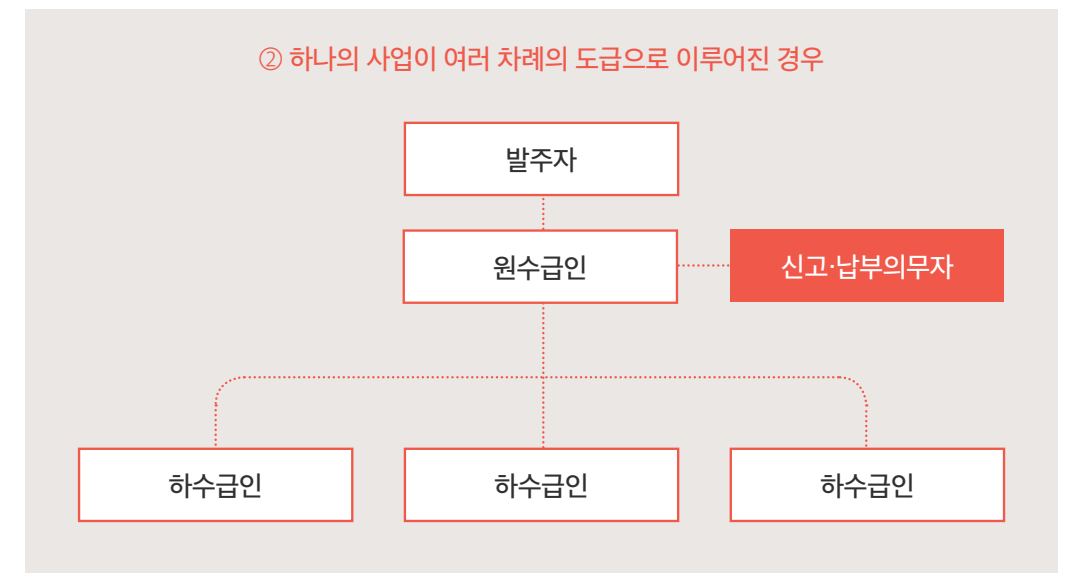 ② 하나의 사업이 여러 차례의 도급으로 이루어진 경우
발주자
원수급인
신고·납부의무자
하수급인
하수급인
하수급인